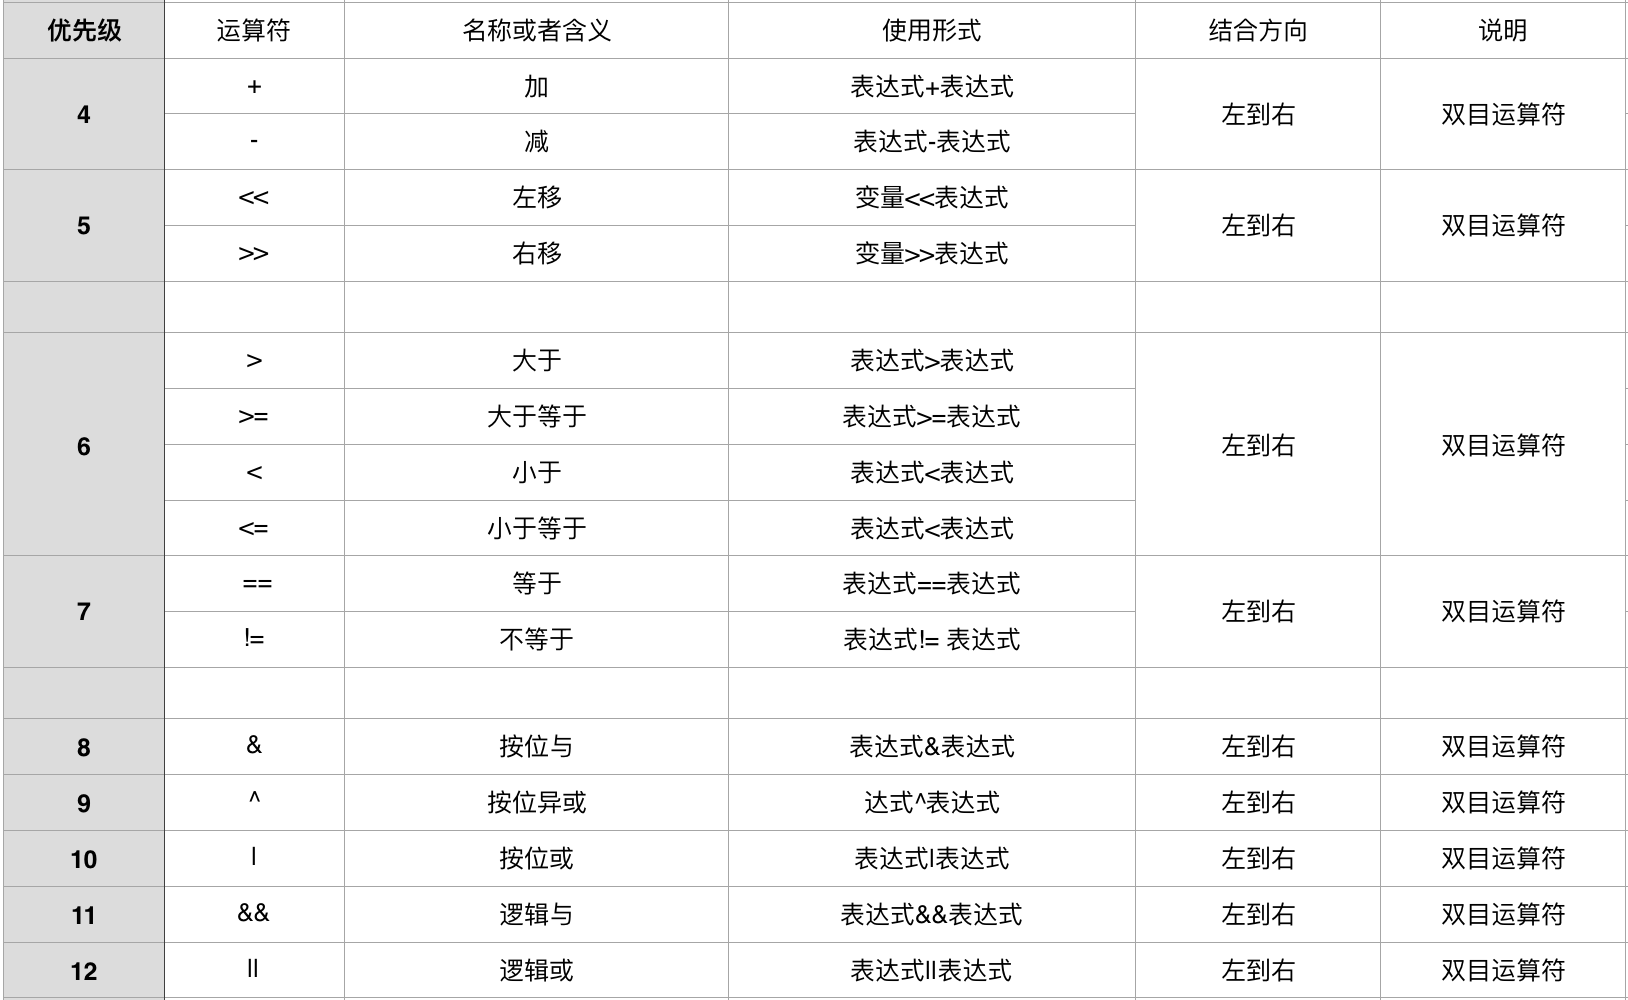 优先级 运算符 名称或者含义 使用形式 结合方向 说明
4 + 加 表达式+表达式 左到右 双目运算符
- 减 表达式-表达式
5 << 左移 变量<<表达式 左到右 双目运算符
>> 右移 变量>>表达式
6 > 大于 表达式>表达式 左到右 双目运算符
>= 大于等于 表达式>=表达式
< 小于 表达式<表达式
<= 小于等于 表达式<表达式
7 == 等于 表达式==表达式 左到右 双目运算符
!= 不等于 表达式!= 表达式
8 & 按位与 表达式&表达式 左到右 双目运算符
9 ^ 按位异或 达式^表达式 左到右 双目运算符
10 | 按位或 表达式|表达式 左到右 双目运算符
11 && 逻辑与 表达式&&表达式 左到右 双目运算符
12 || 逻辑或 表达式||表达式 左到右 双目运算符